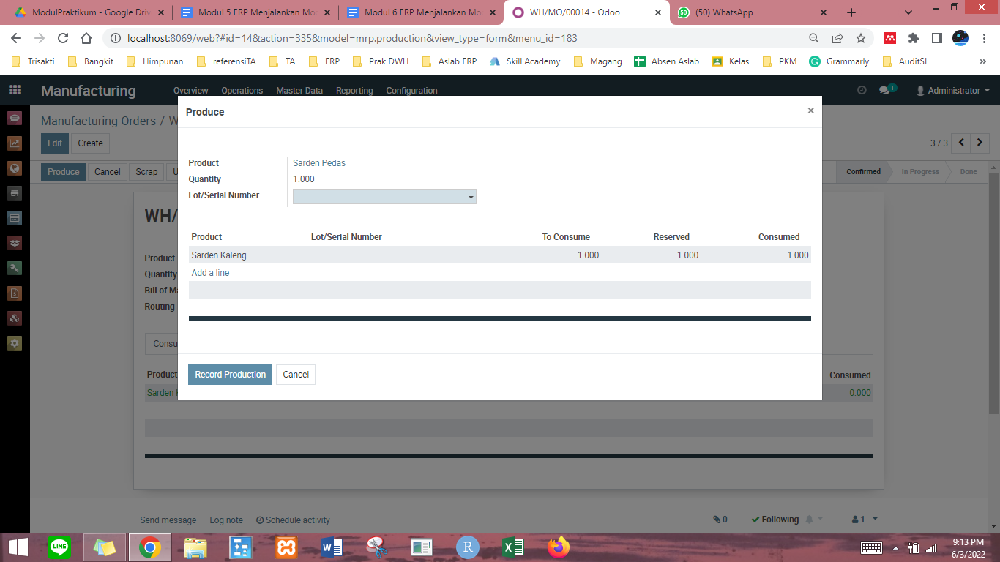 ModulPraktikum - Google Driv
Modul 5 ERP Menjalankan Mo
Modul 6 ERP Menjalankan Mo
WH/MO/00014 - Odoo
50
(50) WhatsApp
localhost:8069/web?#id=14&action=335&model=mrp.production&view_type=form&menu_id=183
Trisakti Bangkit Himpunan referensiTA TA ERP Prak DWH Aslab ERP Skill Academy Magang Absen Aslab Kelas PKM Grammarly AuditSI »
Manufacturing Overview Operations Master Data Reporting Configuration 1 Administrator
Produce ×
Manufacturing Orders / W
Edit Create 3 / 3
Produce Cancel Scrap U Confirmed In Progress Done
Product Sarden Pedas
Quantity 1.000
Lot/Serial Number
WH/
Product Lot/Serial Number To Consume Reserved Consumed
Sarden Kaleng 1.000 1.000 1.000
Add a line
Product
Quantity
Bill of Ma
Routing
Consu
Record Production Cancel
Product Consumed
Sarden K 0.000
Send message Log note Schedule activity 0 Following 1
LINE
W
R
X
9:13 PM
6/3/2022